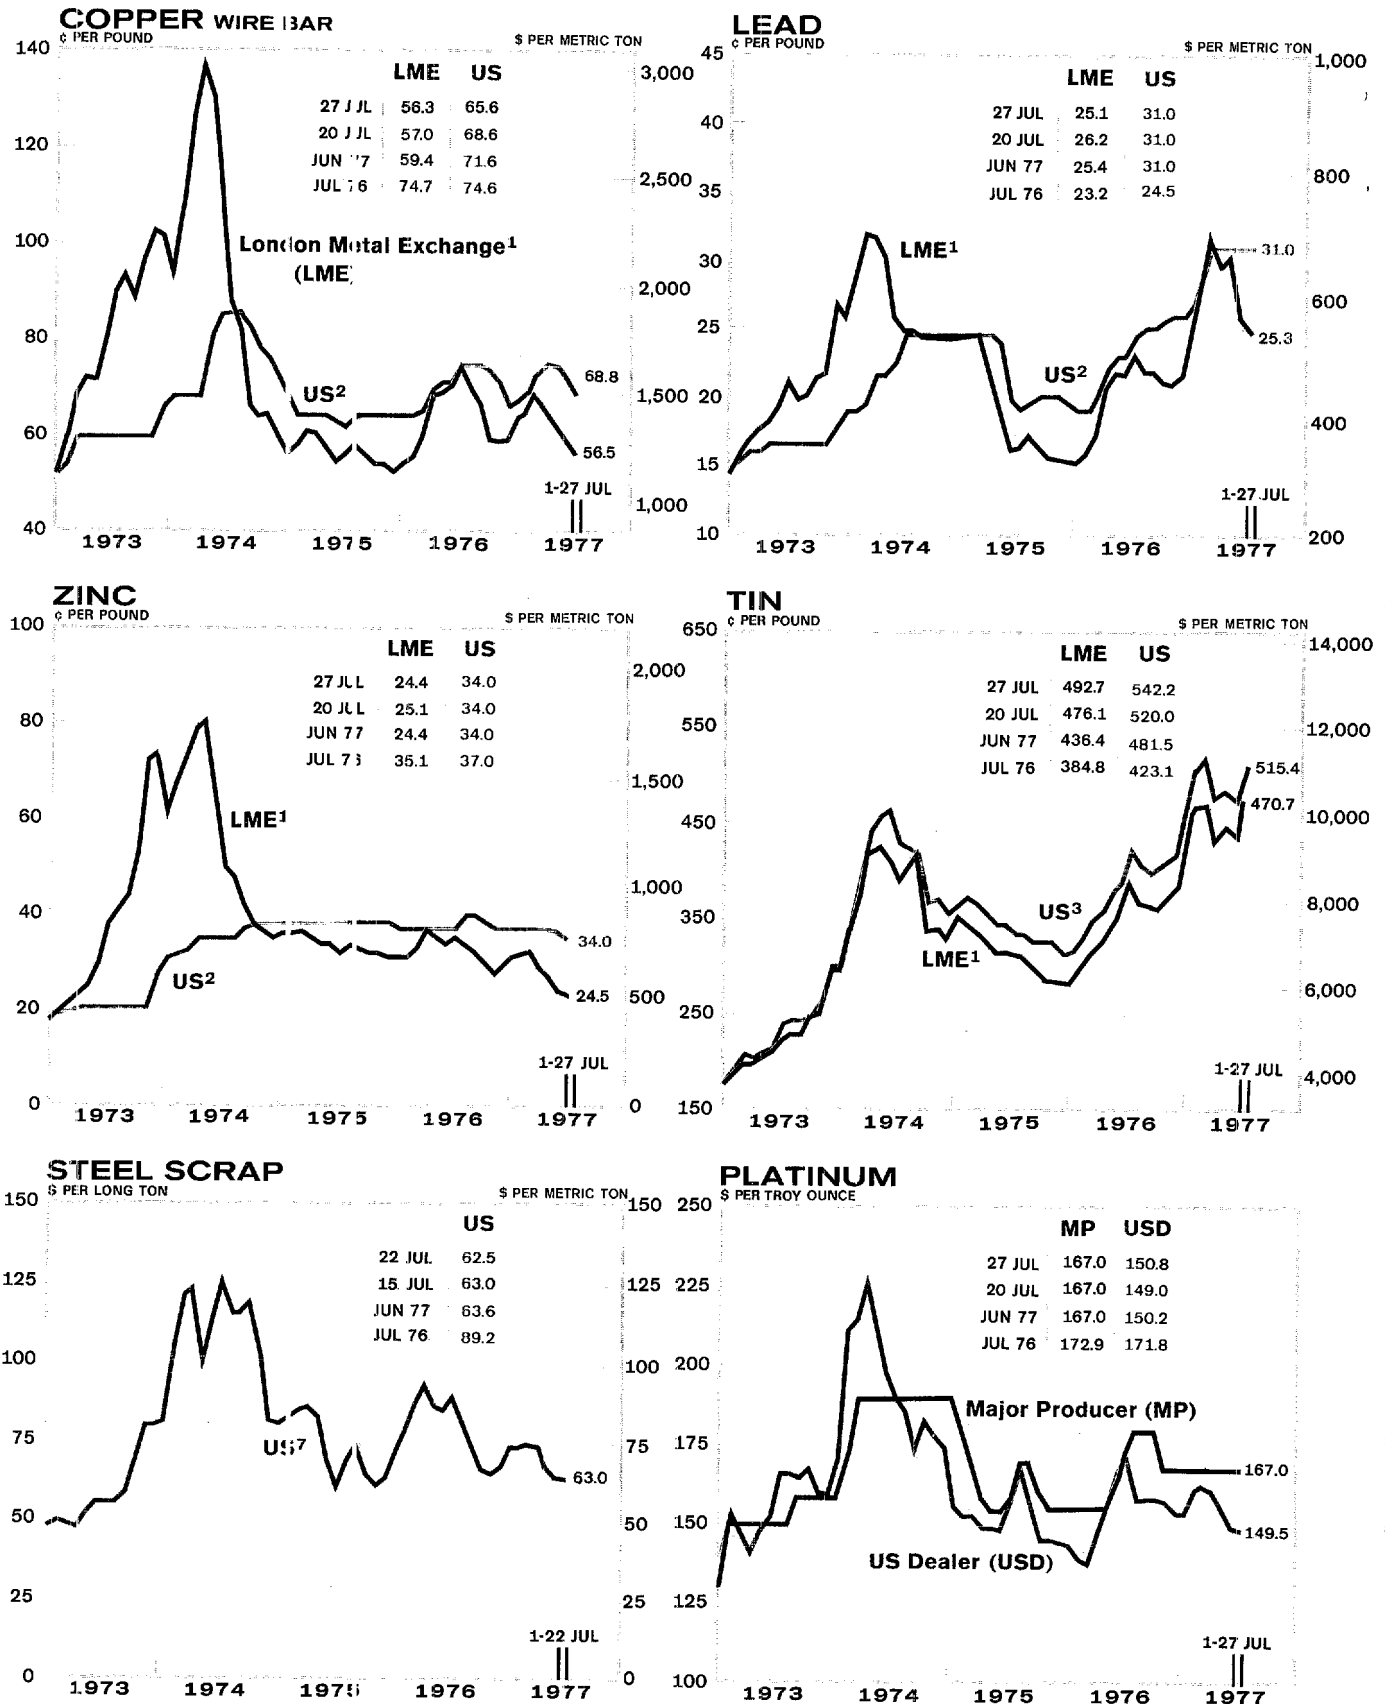 COPPER WIRE BAR
¢ PER POUND
$ PER METRIC TON
140
120
100
80
60
40
3,000
2,500
2,000
1,500
1,000
LME US
27 JUL 56.3 65.6
20 JUL 57.0 68.6
JUN 77 59.4 71.6
JUL 76 74.7 74.6
London Metal Exchange¹
(LME)
US²
68.8
56.5
1-27 JUL
1973 1974 1975 1976 1977
LEAD
¢ PER POUND
$ PER METRIC TON
45
40
35
30
25
20
15
10
1,000
800
600
400
200
LME US
27 JUL 25.1 31.0
20 JUL 26.2 31.0
JUN 77 25.4 31.0
JUL 76 23.2 24.5
LME¹
US²
31.0
25.3
1-27 JUL
1973 1974 1975 1976 1977
ZINC
¢ PER POUND
$ PER METRIC TON
100
80
60
40
20
0
2,000
1,500
1,000
500
0
LME US
27 JUL 24.4 34.0
20 JUL 25.1 34.0
JUN 77 24.4 34.0
JUL 35.1 37.0
LME¹
US²
34.0
24.5
1-27 JUL
1973 1974 1975 1976 1977
TIN
¢ PER POUND
$ PER METRIC TON
650
550
450
350
250
150
14,000
12,000
10,000
8,000
6,000
4,000
LME US
27 JUL 492.7 542.2
20 JUL 476.1 520.0
JUN 77 436.4 481.5
JUL 76 384.8 423.1
US³
LME¹
515.4
470.7
1-27 JUL
1973 1974 1975 1976 1977
STEEL SCRAP
$ PER LONG TON
$ PER METRIC TON
150
125
100
75
50
25
0
150
125
100
75
50
25
0
US
22 JUL 62.5
15 JUL 63.0
JUN 77 63.6
JUL 76 89.2
US⁷
63.0
1-22 JUL
1973 1974 1975 1976 1977
PLATINUM
$ PER TROY OUNCE
250
225
200
175
150
125
100
MP USD
27 JUL 167.0 150.8
20 JUL 167.0 149.0
JUN 77 167.0 150.2
JUL 76 172.9 171.8
Major Producer (MP)
US Dealer (USD)
167.0
149.5
1-27 JUL
1973 1974 1975 1976 1977